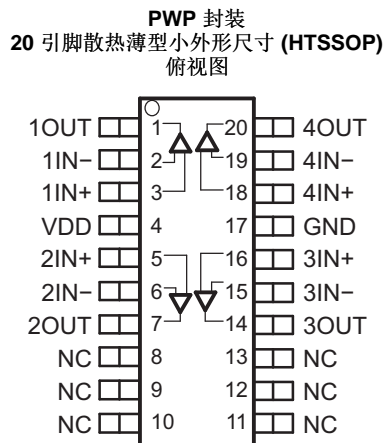 PWP 封装
20 引脚散热薄型小外形尺寸 (HTSSOP)
俯视图
1OUT 1 20 4OUT
1IN− 2 19 4IN−
1IN+ 3 18 4IN+
VDD 4 17 GND
2IN+ 5 16 3IN+
2IN− 6 15 3IN−
2OUT 7 14 3OUT
NC 8 13 NC
NC 9 12 NC
NC 10 11 NC